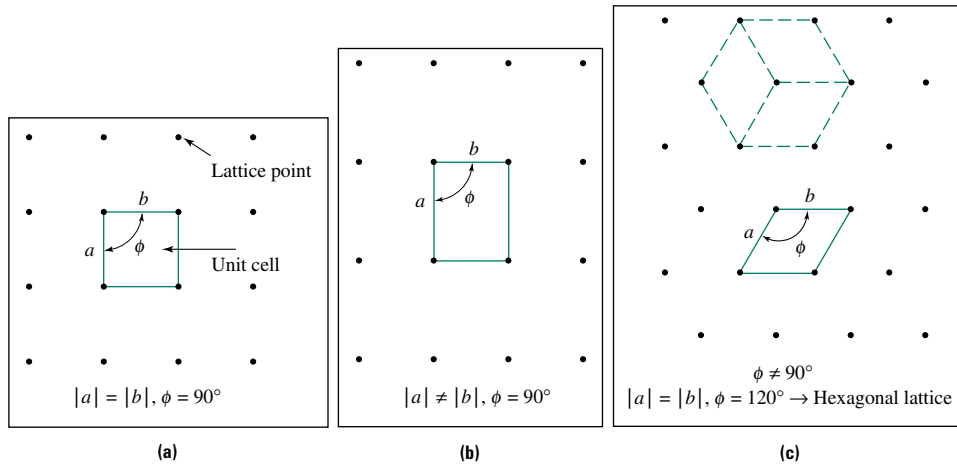 Lattice point
b
a
ϕ
Unit cell
|a| = |b|, ϕ = 90°
(a)
b
a
ϕ
|a| ≠ |b|, ϕ = 90°
(b)
b
a
ϕ
ϕ ≠ 90°
|a| = |b|, ϕ = 120° → Hexagonal lattice
(c)